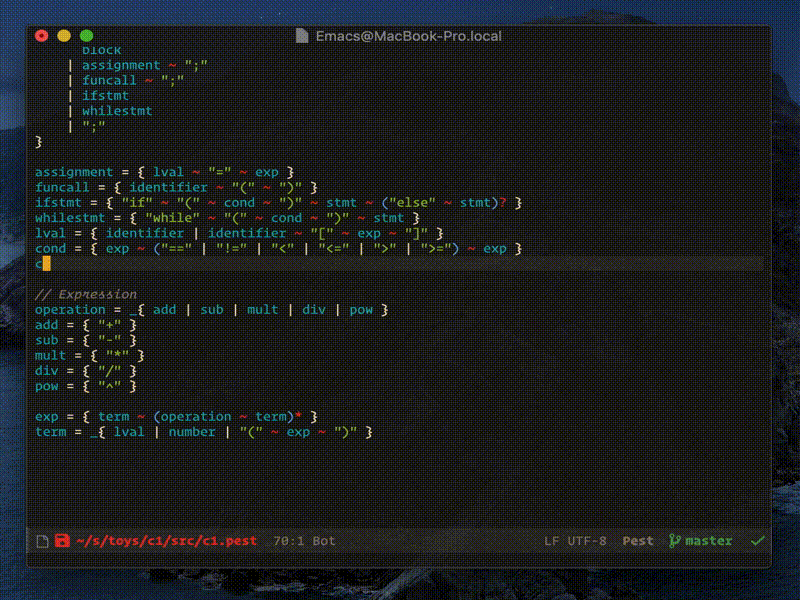 Emacs@MacBook-Pro.local
block
| assignment ~ ";"
| funcall ~ ";"
| ifstmt
| whilestmt
| ";"
}
assignment = { lval ~ "=" ~ exp }
funcall = { identifier ~ "(" ~ ")" }
ifstmt = { "if" ~ "(" ~ cond ~ ")" ~ stmt ~ ("else" ~ stmt)? }
whilestmt = { "while" ~ "(" ~ cond ~ ")" ~ stmt }
lval = { identifier | identifier ~ "[" ~ exp ~ "]" }
cond = { exp ~ ("==" | "!=" | "<" | "<=" | ">" | ">=") ~ exp }
c
// Expression
operation = _{ add | sub | mult | div | pow }
add = { "+" }
sub = { "-" }
mult = { "*" }
div = { "/" }
pow = { "^" }
exp = { term ~ (operation ~ term)* }
term = _{ lval | number | "(" ~ exp ~ ")" }
~/s/toys/c1/src/c1.pest 70:1 Bot LF UTF-8 Pest master